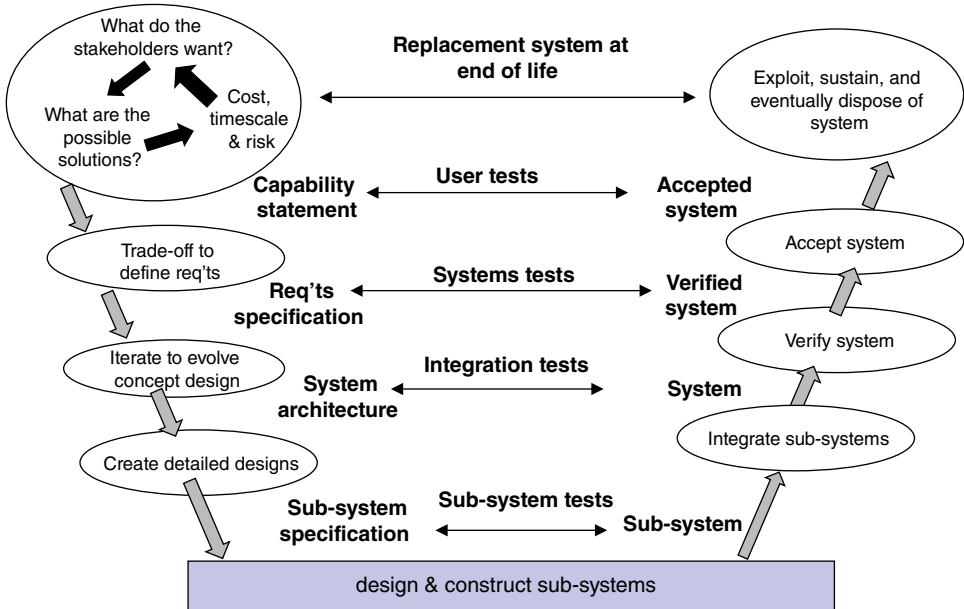 What do the
stakeholders want?
What are the
possible
solutions?
Cost,
timescale
& risk
Replacement system at
end of life
Exploit, sustain, and
eventually dispose of
system
Capability
statement
User tests
Accepted
system
Trade-off to
define req'ts
Accept system
Req'ts
specification
Systems tests
Verified
system
Iterate to evolve
concept design
Verify system
System
architecture
Integration tests
System
Create detailed designs
Integrate sub-systems
Sub-system
specification
Sub-system tests
Sub-system
design & construct sub-systems